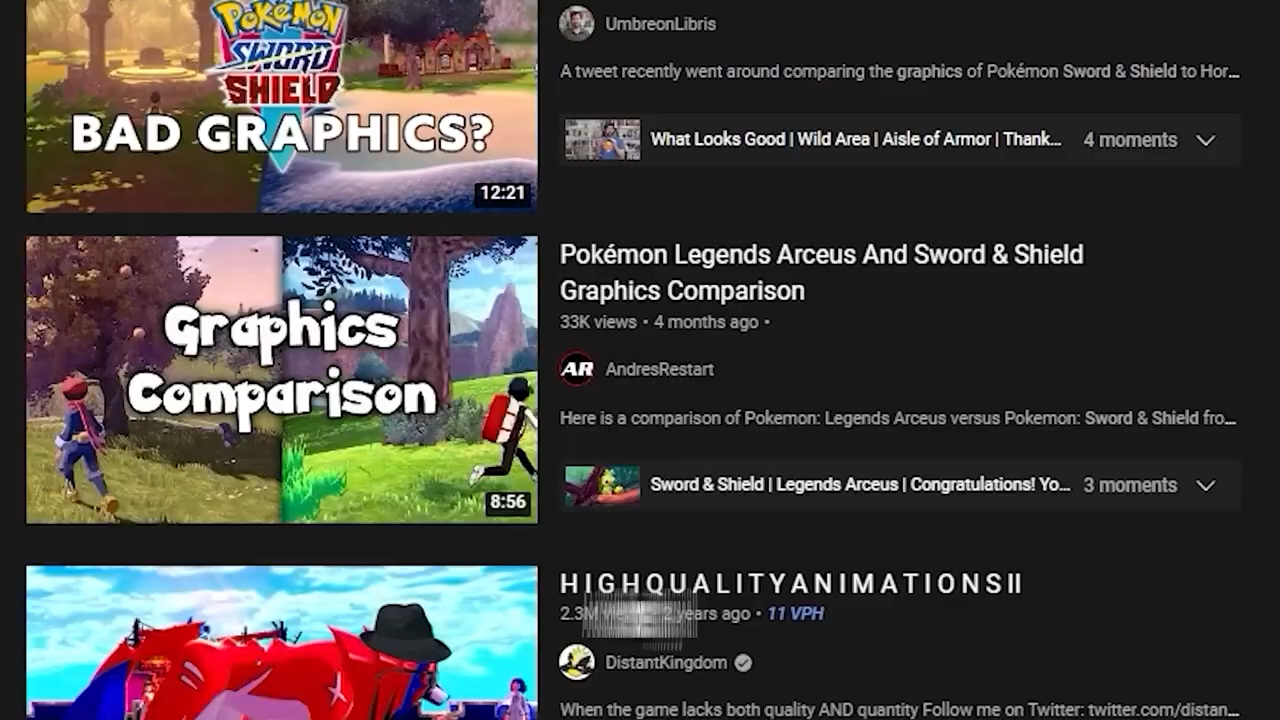 POKéMON
SWORD
SHIELD
BAD GRAPHICS?
12:21
UmbreonLibris
A tweet recently went around comparing the graphics of Pokémon Sword & Shield to Hor...
What Looks Good | Wild Area | Aisle of Armor | Thank...
4 moments
Graphics
Comparison
8:56
Pokémon Legends Arceus And Sword & Shield
Graphics Comparison
33K views • 4 months ago •
AR AndresRestart
Here is a comparison of Pokemon: Legends Arceus versus Pokemon: Sword & Shield fro...
Sword & Shield | Legends Arceus | Congratulations! Yo...
3 moments
H I G H Q U A L I T Y A N I M A T I O N S II
2.3M 2 years ago • 11 VPH
DistantKingdom
When the game lacks both quality AND quantity Follow me on Twitter: twitter.com/distan...